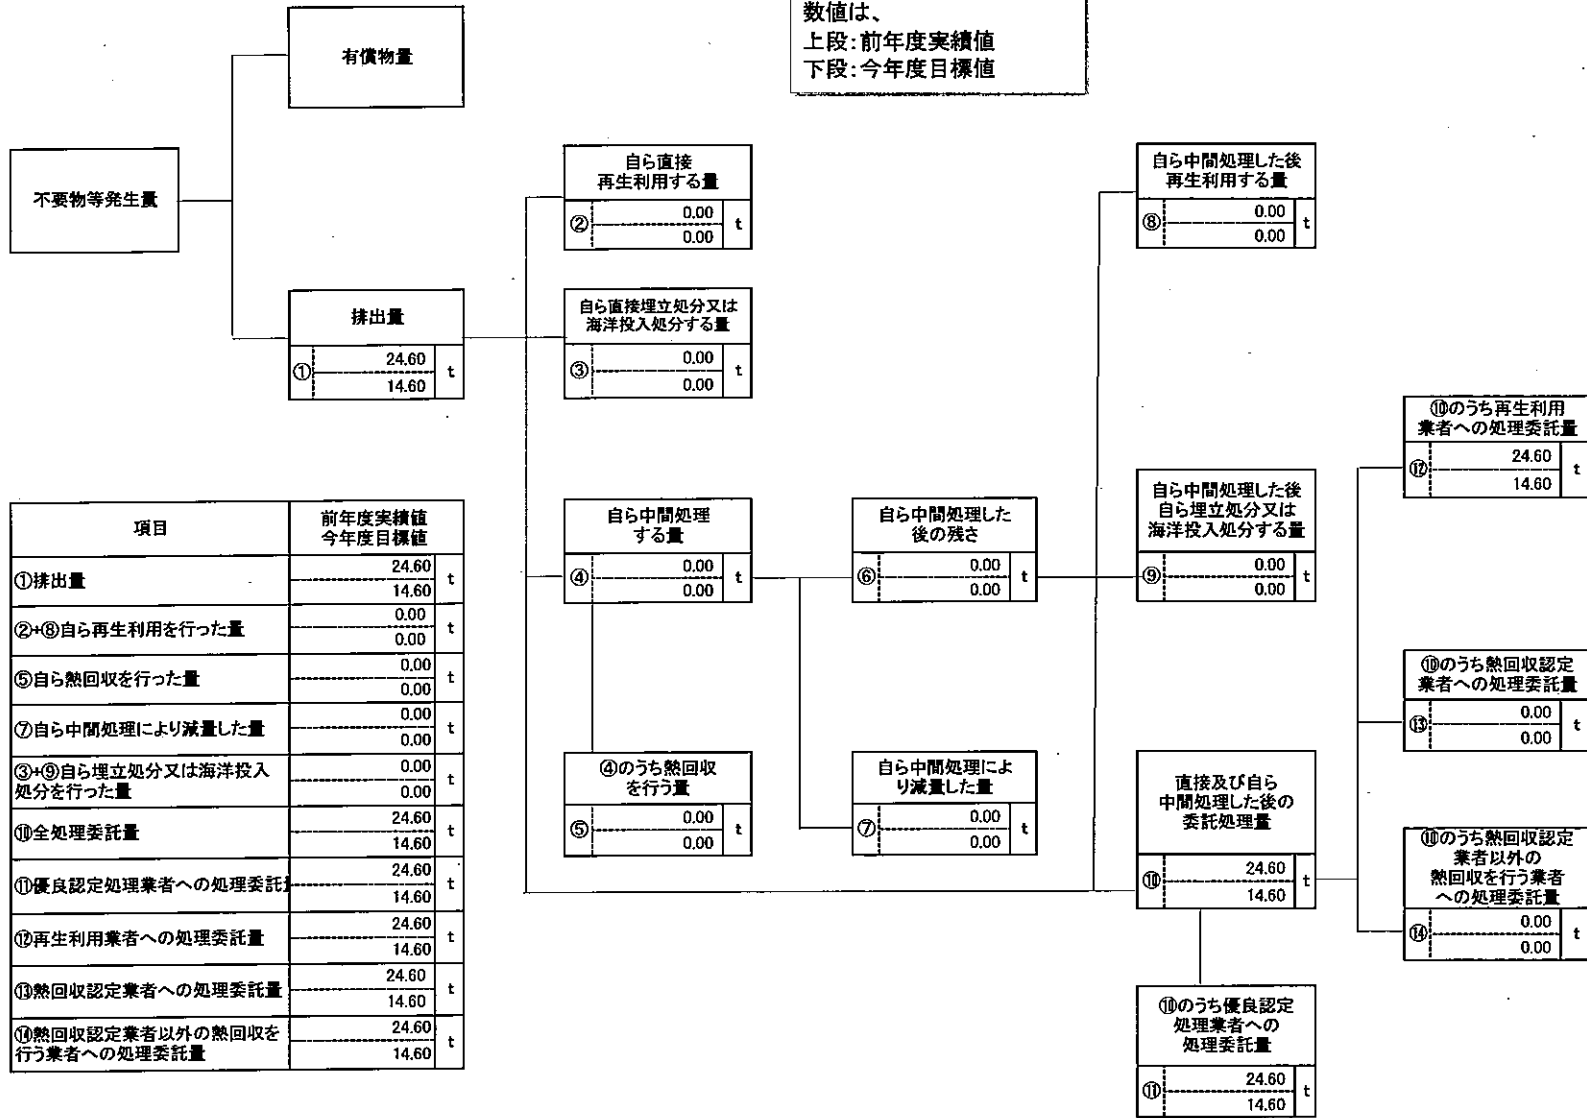 数値は、
上段:前年度実績値
下段:今年度目標値
有償物量
不要物等発生量
排出量
①
24.60
14.60
t
自ら直接
再生利用する量
②
0.00
0.00
t
自ら直接埋立処分又は
海洋投入処分する量
③
0.00
0.00
t
自ら中間処理
する量
④
0.00
0.00
t
④のうち熱回収
を行う量
⑤
0.00
0.00
t
自ら中間処理した
後の残さ
⑥
0.00
0.00
t
自ら中間処理によ
り減量した量
⑦
0.00
0.00
t
自ら中間処理した後
再生利用する量
⑧
0.00
0.00
t
自ら中間処理した後
自ら埋立処分又は
海洋投入処分する量
⑨
0.00
0.00
t
直接及び自ら
中間処理した後の
委託処理量
⑩
24.60
14.60
t
⑩のうち優良認定
処理業者への
処理委託量
⑪
24.60
14.60
t
⑩のうち再生利用
業者への処理委託量
⑫
24.60
14.60
t
⑩のうち熱回収認定
業者への処理委託量
⑬
0.00
0.00
t
⑩のうち熱回収認定
業者以外の
熱回収を行う業者
への処理委託量
⑭
0.00
0.00
t
項目
前年度実績値
今年度目標値
①排出量
24.60
14.60
t
②+⑧自ら再生利用を行った量
0.00
0.00
t
⑤自ら熱回収を行った量
0.00
0.00
t
⑦自ら中間処理により減量した量
0.00
0.00
t
③+⑨自ら埋立処分又は海洋投入
処分を行った量
0.00
0.00
t
⑩全処理委託量
24.60
14.60
t
⑪優良認定処理業者への処理委託
24.60
14.60
t
⑫再生利用業者への処理委託量
24.60
14.60
t
⑬熱回収認定業者への処理委託量
24.60
14.60
t
⑭熱回収認定業者以外の熱回収を
行う業者への処理委託量
24.60
14.60
t